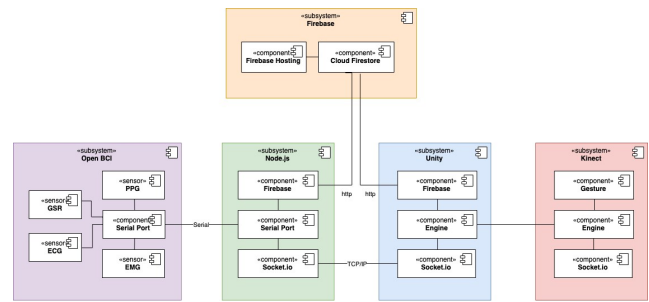 «subsystem»
Firebase
«component»
Firebase Hosting
«component»
Cloud Firestore
«subsystem»
Open BCI
«sensor»
PPG
«sensor»
GSR
«component»
Serial Port
«sensor»
ECG
«sensor»
EMG
Serial
«subsystem»
Node.js
«component»
Firebase
«component»
Serial Port
«component»
Socket.io
http
http
TCP/IP
«subsystem»
Unity
«component»
Firebase
«component»
Engine
«component»
Socket.io
«subsystem»
Kinect
«component»
Gesture
«component»
Engine
«component»
Socket.io